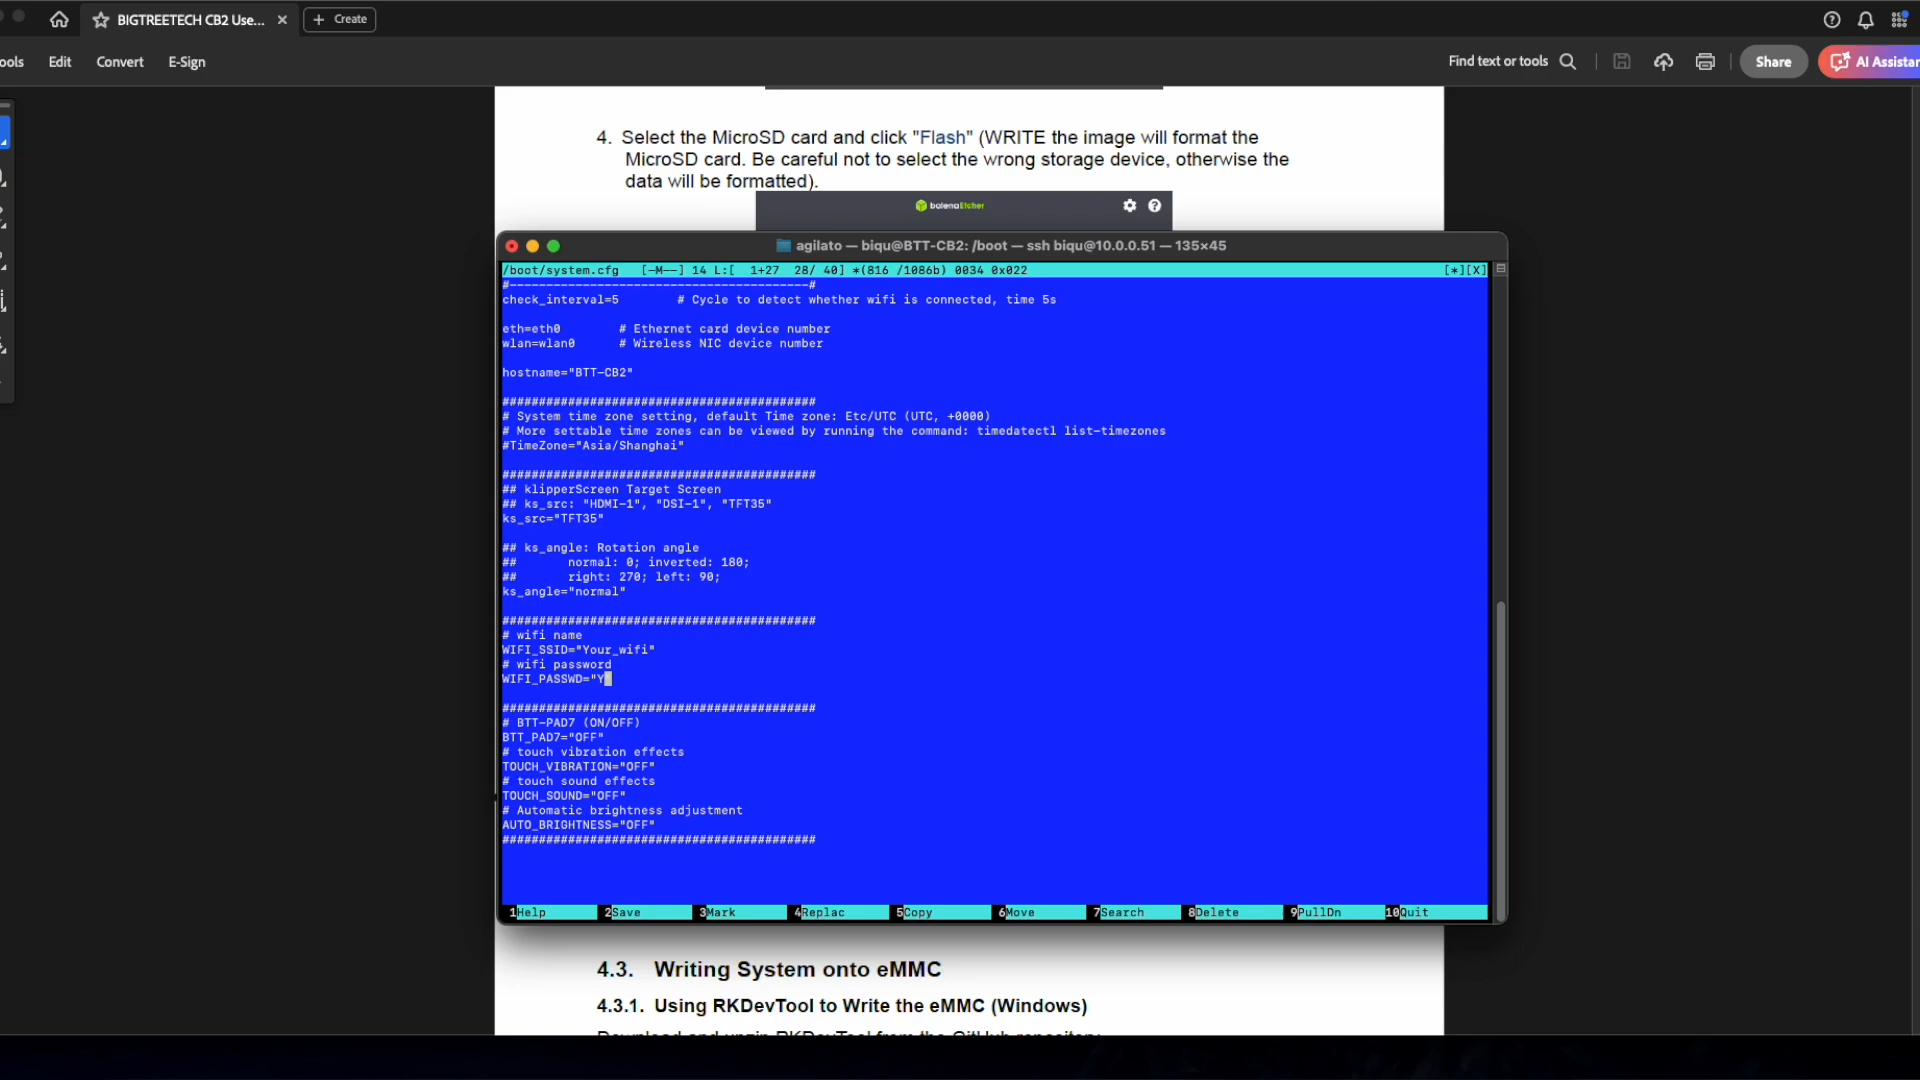 BIGTREETECH CB2 Use...
Create
Edit
Convert
E-Sign
Find text or tools
Share
4. Select the MicroSD card and click "Flash" (WRITE the image will format the
MicroSD card. Be careful not to select the wrong storage device, otherwise the
data will be formatted).
balenaEtcher
agilato — biqu@BTT-CB2: /boot — ssh biqu@10.0.0.51 — 135×45
/boot/system.cfg [-M--] 14 L:[ 1+27 28/ 40] *(816 /1086b) 0034 0x022 [*][X]
#-----------------------------------------#
check_interval=5 # Cycle to detect whether wifi is connected, time 5s
eth=eth0 # Ethernet card device number
wlan=wlan0 # Wireless NIC device number
hostname="BTT-CB2"
###########################################
# System time zone setting, default Time zone: Etc/UTC (UTC, +0000)
# More settable time zones can be viewed by running the command: timedatectl list-timezones
#TimeZone="Asia/Shanghai"
###########################################
## klipperScreen Target Screen
## ks_src: "HDMI-1", "DSI-1", "TFT35"
ks_src="TFT35"
## ks_angle: Rotation angle
## normal: 0; inverted: 180;
## right: 270; left: 90;
ks_angle="normal"
###########################################
# wifi name
WIFI_SSID="Your_wifi"
# wifi password
WIFI_PASSWD="Y"
###########################################
# BTT-PAD7 (ON/OFF)
BTT_PAD7="OFF"
# touch vibration effects
TOUCH_VIBRATION="OFF"
# touch sound effects
TOUCH_SOUND="OFF"
# Automatic brightness adjustment
AUTO_BRIGHTNESS="OFF"
###########################################
1Help 2Save 3Mark 4Replac 5Copy 6Move 7Search 8Delete 9PullDn 10Quit
4.3. Writing System onto eMMC
4.3.1. Using RKDevTool to Write the eMMC (Windows)